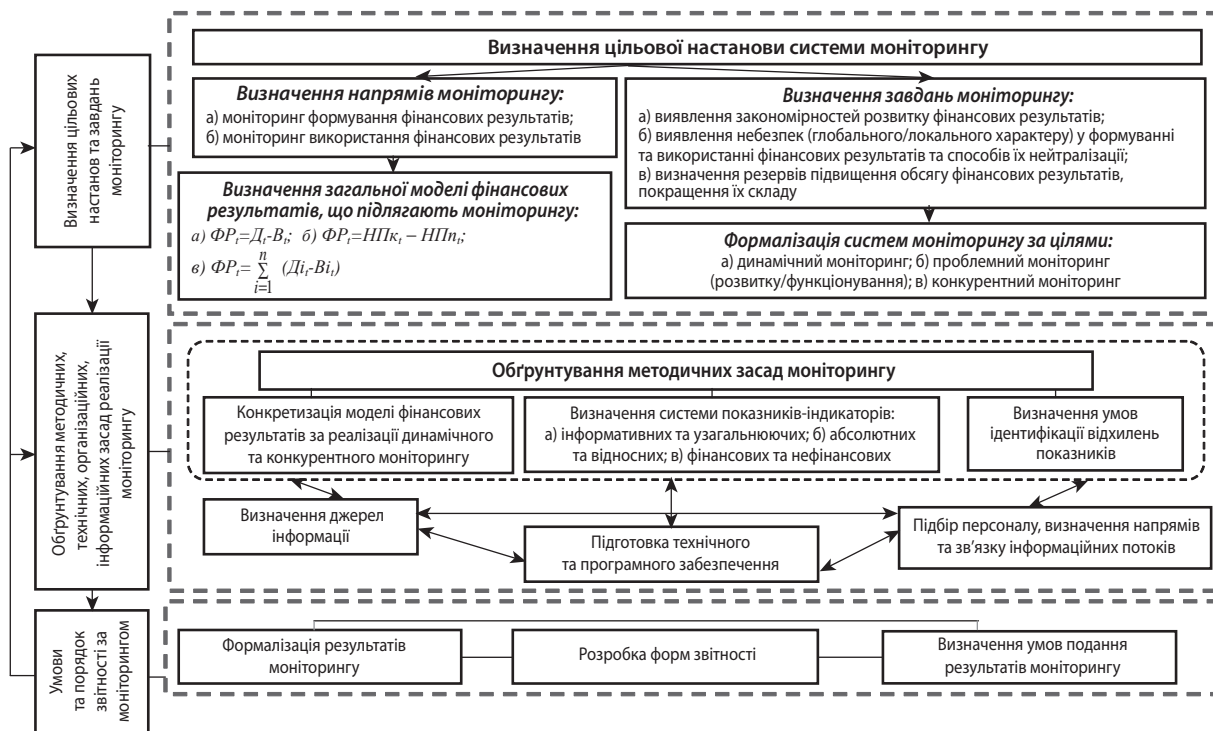 Визначення цільових
настанов та завдань
моніторингу
Визначення цільової настанови системи моніторингу
Визначення напрямів моніторингу:
а) моніторинг формування фінансових результатів;
б) моніторинг використання фінансових результатів
Визначення завдань моніторингу:
а) виявлення закономірностей розвитку фінансових результатів;
б) виявлення небезпек (глобального/локального характеру) у формуванні
та використанні фінансових результатів та способів їх нейтралізації;
в) визначення резервів підвищення обсягу фінансових результатів,
покращення їх складу
Визначення загальної моделі фінансових
результатів, що підлягають моніторингу:
а) ФРt=Дt-Вt; б) ФРt=НПкt – НПпt;
в) ФРt= n∑i=1 (Діt-Віt)
Формалізація систем моніторингу за цілями:
а) динамічний моніторинг; б) проблемний моніторинг
(розвитку/функціонування); в) конкурентний моніторинг
Обґрунтування методичних,
технічних, організаційних,
інформаційних засад реалізації
моніторингу
Обґрунтування методичних засад моніторингу
Конкретизація моделі фінансових
результатів за реалізації динамічного
та конкурентного моніторингу
Визначення системи показників-індикаторів:
а) інформативних та узагальнюючих; б) абсолютних
та відносних; в) фінансових та нефінансових
Визначення умов
ідентифікації відхилень
показників
Визначення джерел
інформації
Підготовка технічного
та програмного забезпечення
Підбір персоналу, визначення напрямів
та зв'язку інформаційних потоків
Умови
та порядок
звітності за
моніторингом
Формалізація результатів
моніторингу
Розробка форм звітності
Визначення умов подання
результатів моніторингу